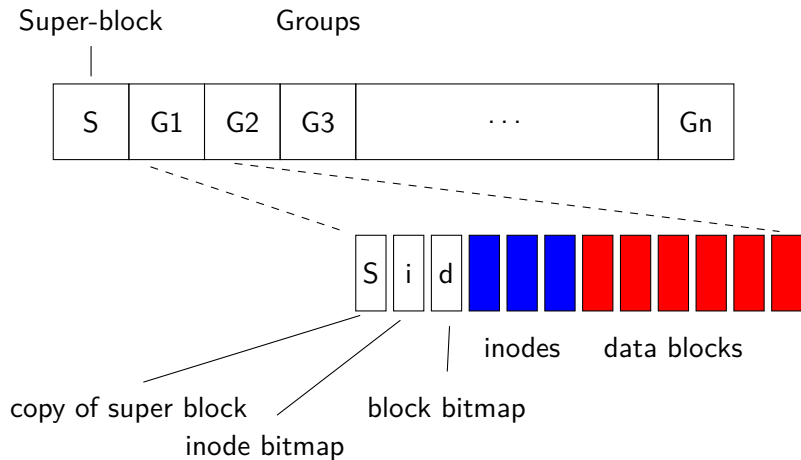 Super-block Groups
S G1 G2 G3 ... Gn
S i d
inodes data blocks
copy of super block block bitmap
inode bitmap